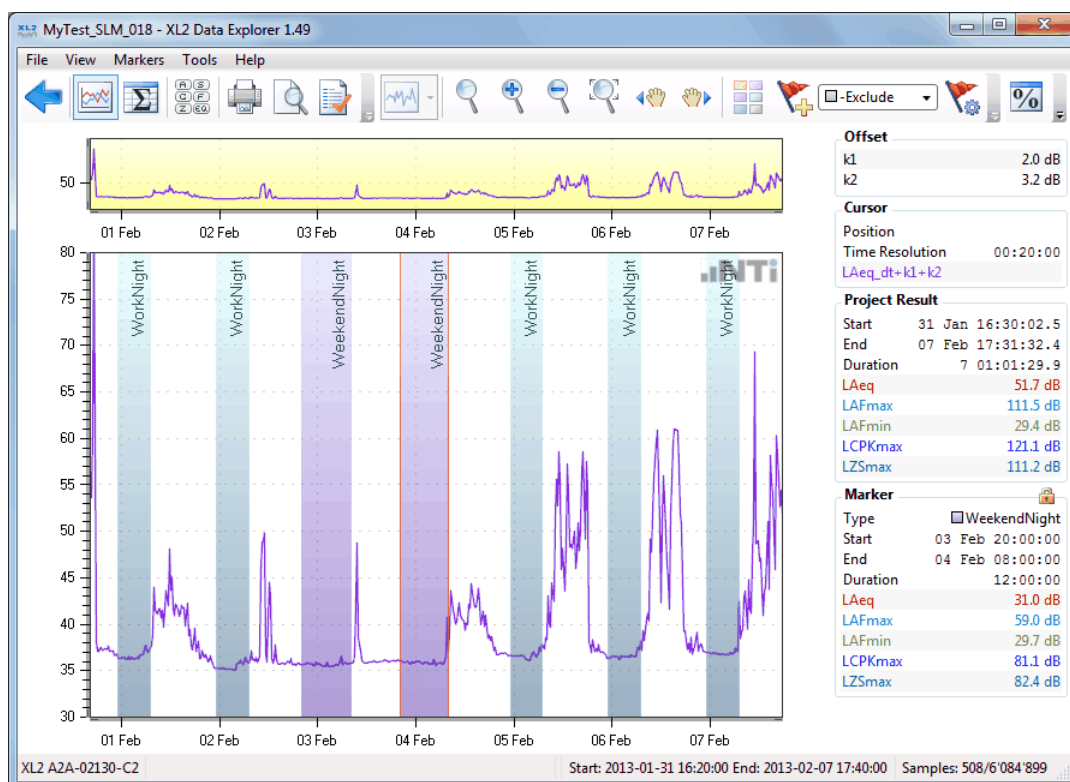 XL2 MyTest_SLM_018 - XL2 Data Explorer 1.49
File View Markers Tools Help
A S
C F
Z EQ
-Exclude
%
50
01 Feb 02 Feb 03 Feb 04 Feb 05 Feb 06 Feb 07 Feb
80
75
70
65
60
55
50
45
40
35
30
WorkNight WorkNight WeekendNight WeekendNight WorkNight WorkNight WorkNight
NTi
01 Feb 02 Feb 03 Feb 04 Feb 05 Feb 06 Feb 07 Feb
Offset
k1 2.0 dB
k2 3.2 dB
Cursor
Position
Time Resolution 00:20:00
LAeq_dt+k1+k2
Project Result
Start 31 Jan 16:30:02.5
End 07 Feb 17:31:32.4
Duration 7 01:01:29.9
LAeq 51.7 dB
LAFmax 111.5 dB
LAFmin 29.4 dB
LCPKmax 121.1 dB
LZSmax 111.2 dB
Marker
Type WeekendNight
Start 03 Feb 20:00:00
End 04 Feb 08:00:00
Duration 12:00:00
LAeq 31.0 dB
LAFmax 59.0 dB
LAFmin 29.7 dB
LCPKmax 81.1 dB
LZSmax 82.4 dB
XL2 A2A-02130-C2 Start: 2013-01-31 16:20:00 End: 2013-02-07 17:40:00 Samples: 508/6'084'899